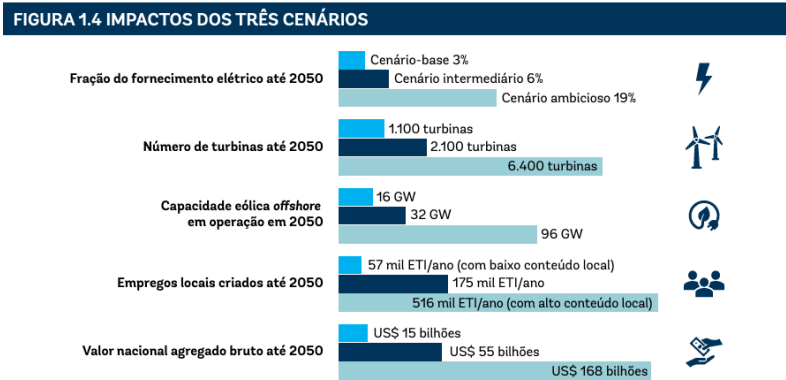 FIGURA 1.4 IMPACTOS DOS TRÊS CENÁRIOS
Fração do fornecimento elétrico até 2050
Cenário-base 3%
Cenário intermediário 6%
Cenário ambicioso 19%
Número de turbinas até 2050
1.100 turbinas
2.100 turbinas
6.400 turbinas
Capacidade eólica offshore
em operação em 2050
16 GW
32 GW
96 GW
Empregos locais criados até 2050
57 mil ETI/ano (com baixo conteúdo local)
175 mil ETI/ano
516 mil ETI/ano (com alto conteúdo local)
Valor nacional agregado bruto até 2050
US$ 15 bilhões
US$ 55 bilhões
US$ 168 bilhões